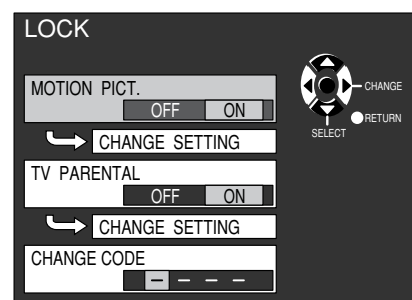 LOCK
MOTION PICT.
OFF ON
CHANGE SETTING
TV PARENTAL
OFF ON
CHANGE SETTING
CHANGE CODE
– – – –
CHANGE
RETURN
SELECT